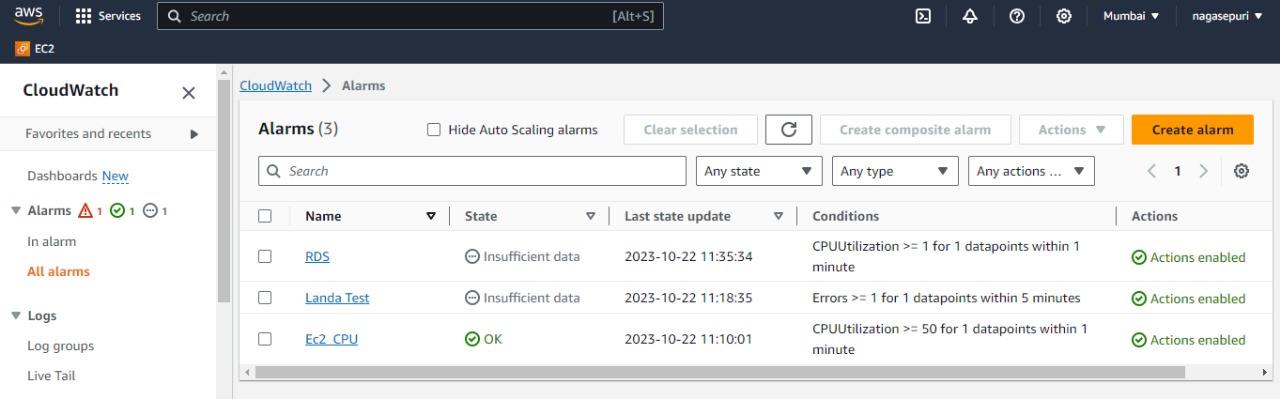 aws
Services
Search
[Alt+S]
Mumbai
nagasepuri
EC2
CloudWatch
Favorites and recents
Dashboards New
Alarms 1 1 1
In alarm
All alarms
Logs
Log groups
Live Tail
CloudWatch > Alarms
Alarms (3)
Hide Auto Scaling alarms
Clear selection
Create composite alarm
Actions
Create alarm
Search
Any state
Any type
Any actions ...
1
Name State Last state update Conditions Actions
RDS Insufficient data 2023-10-22 11:35:34 CPUUtilization >= 1 for 1 datapoints within 1
minute
Actions enabled
Landa Test Insufficient data 2023-10-22 11:18:35 Errors >= 1 for 1 datapoints within 5 minutes Actions enabled
Ec2_CPU OK 2023-10-22 11:10:01 CPUUtilization >= 50 for 1 datapoints within 1
minute
Actions enabled